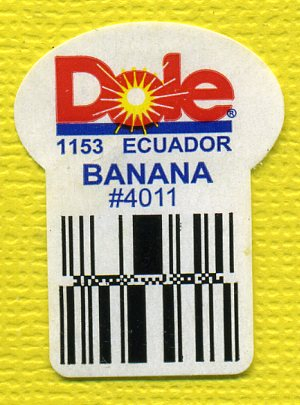 Dole®
1153 ECUADOR
BANANA
#4011